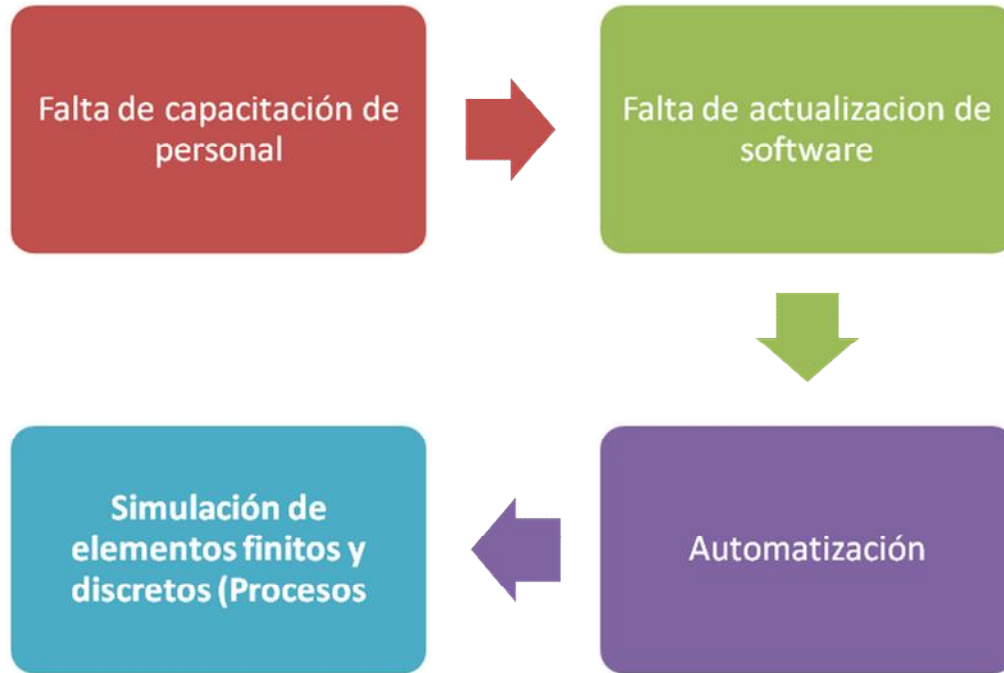 Falta de capacitación de
personal
Falta de actualizacion de
software
Automatización
Simulación de
elementos finitos y
discretos (Procesos